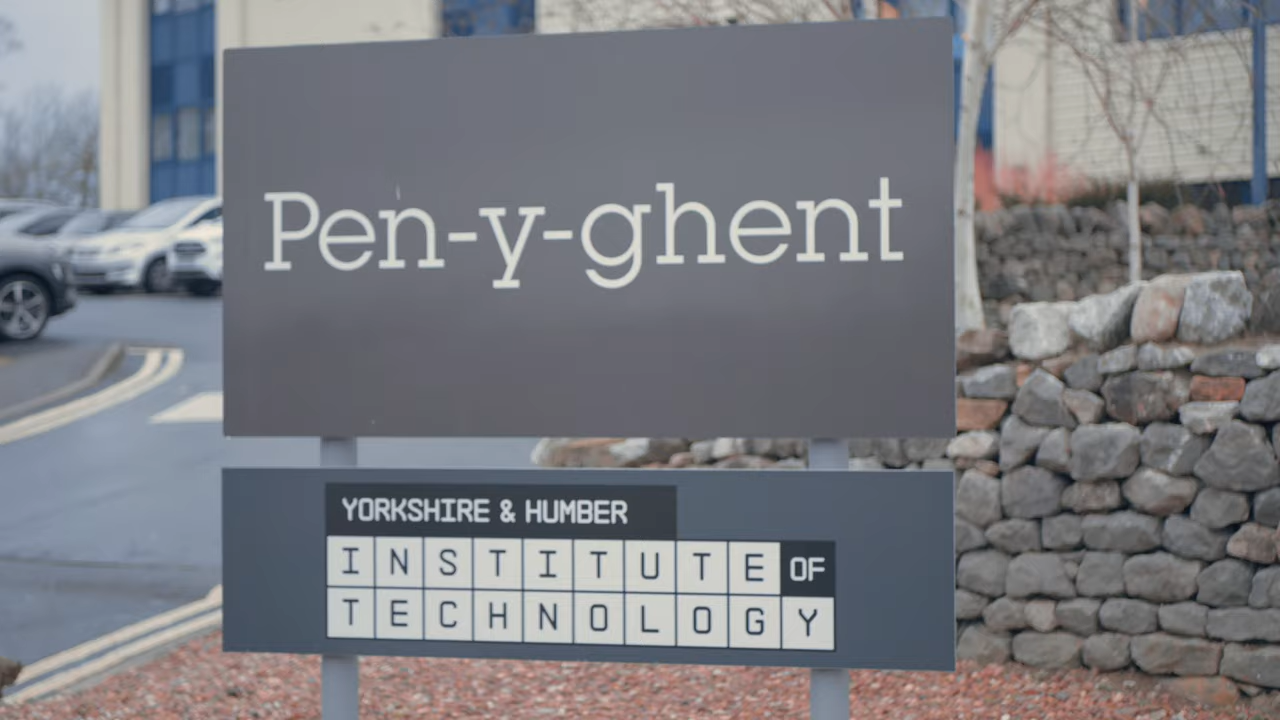 Pen-y-ghent
YORKSHIRE & HUMBER
INSTITUTE OF
TECHNOLOGY